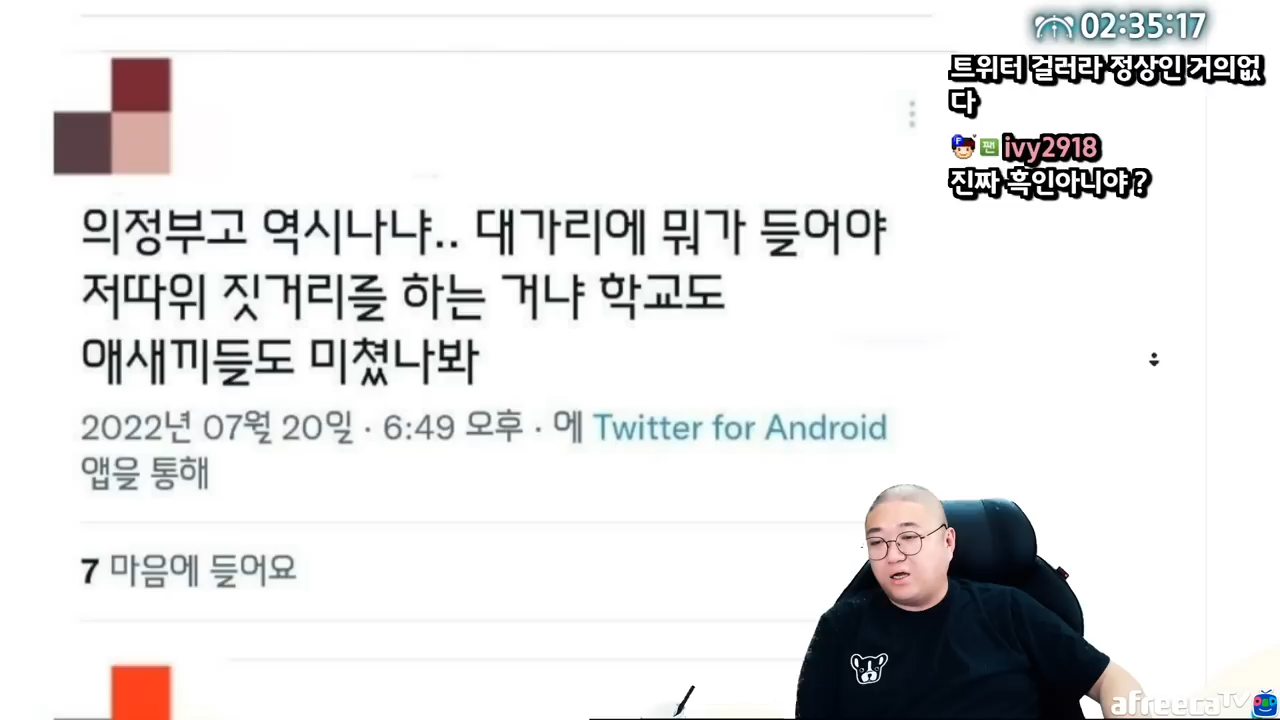 02:35:17
트위터 걸러라 정상인 거의없
다
팬 ivy2918
진짜 흑인아니야?
의정부고 역시나냐.. 대가리에 뭐가 들어야
저따위 짓거리를 하는 거냐 학교도
애새끼들도 미쳤나봐
2022년 07월 20일 · 6:49 오후 · 에 Twitter for Android
앱을 통해
7 마음에 들어요
afreecaTV